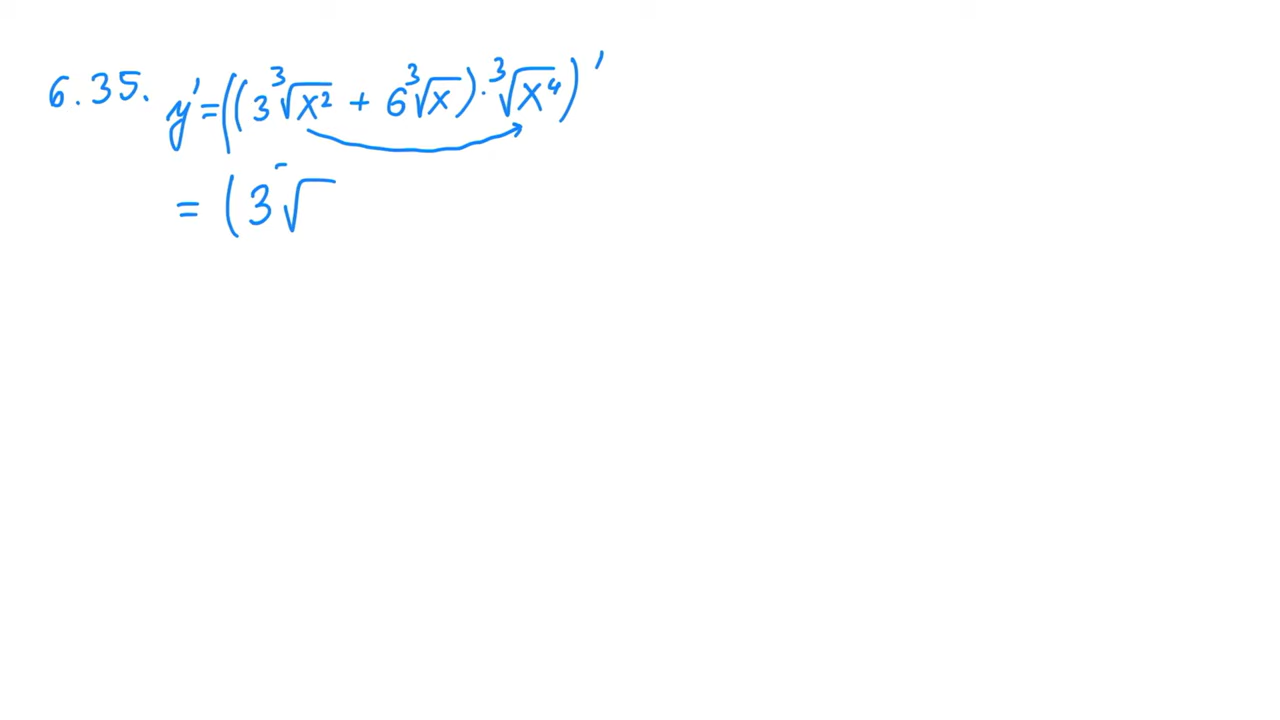 6.35. y' = ((3∛x² + 6∛x) · ∛x⁴)'
= (3√